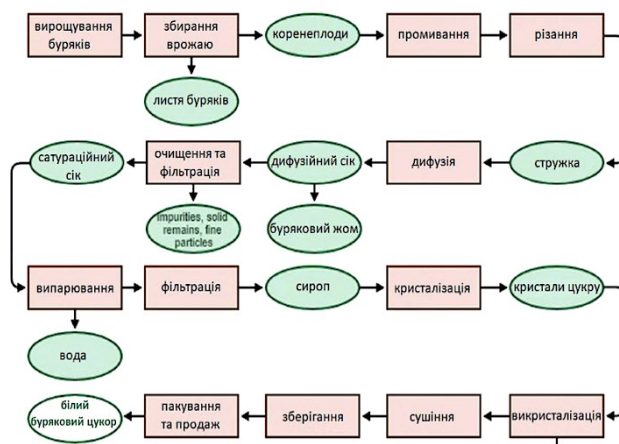 вирощування
буряків
збирання
врожаю
коренеплоди
промивання
різання
листя буряків
сатураційний
сік
очищення та
фільтрація
дифузійний сік
дифузія
стружка
impurities, solid
remains, fine
particles
буряковий жом
випарювання
фільтрація
сироп
кристалізація
кристали цукру
вода
білий
буряковий цукор
пакування
та продаж
зберігання
сушіння
викристалізація